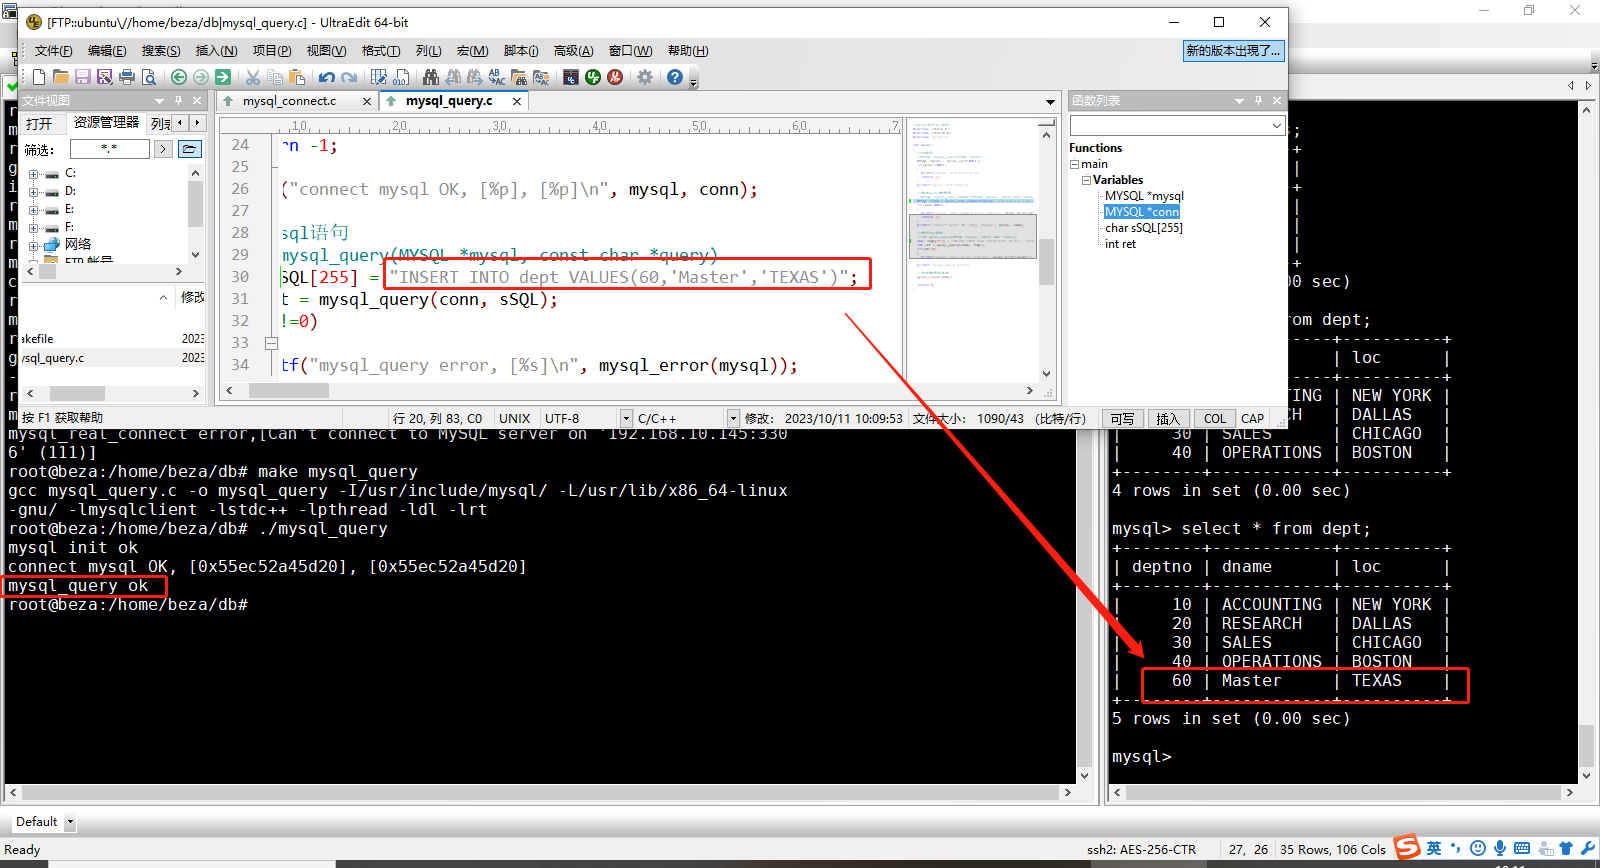 [FTP::ubuntu\//home/beza/db|mysql_query.c] - UltraEdit 64-bit
文件(F) 编辑(E) 搜索(S) 插入(N) 项目(P) 视图(V) 格式(T) 列(L) 宏(M) 脚本(i) 高级(A) 窗口(W) 帮助(H)
新的版本出现了...
文件视图
mysql_connect.c
mysql_query.c
函数列表
打开 资源管理器 列表
筛选: *.*
C:
D:
E:
F:
网络
FTP 帐号
修改
akefile 2023
ysql_query.c 2023
10 20 30 40 50 60 7
24 rn -1;
25
26 ("connect mysql OK, [%p], [%p]\n", mysql, conn);
27
28 sql语句
29 mysql_query(MYSQL *mysql, const char *query)
30 SQL[255] = "INSERT INTO dept VALUES(60,'Master','TEXAS')";
31 t = mysql_query(conn, sSQL);
32 !=0)
33
34 tf("mysql_query error, [%s]\n", mysql_error(mysql));
Functions
main
Variables
MYSQL *mysql
MYSQL *conn
char sSQL[255]
int ret
按 F1 获取帮助
行 20, 列 83, C0
UNIX
UTF-8
C/C++
修改: 2023/10/11 10:09:53
文件大小: 1090/43 (比特/行)
可写
插入
COL
CAP
mysql_real_connect error,[Can't connect to MySQL server on '192.168.10.145:330
6' (111)]
root@beza:/home/beza/db# make mysql_query
gcc mysql_query.c -o mysql_query -I/usr/include/mysql/ -L/usr/lib/x86_64-linux
-gnu/ -lmysqlclient -lstdc++ -lpthread -ldl -lrt
root@beza:/home/beza/db# ./mysql_query
mysql init ok
connect mysql OK, [0x55ec52a45d20], [0x55ec52a45d20]
mysql_query ok
root@beza:/home/beza/db#
s;
0 sec)
om dept;
-+----------+
| loc |
-+----------+
NG | NEW YORK |
CH | DALLAS |
| 30 | SALES | CHICAGO |
| 40 | OPERATIONS | BOSTON |
+--------+------------+----------+
4 rows in set (0.00 sec)
mysql> select * from dept;
+--------+------------+----------+
| deptno | dname | loc |
+--------+------------+----------+
| 10 | ACCOUNTING | NEW YORK |
| 20 | RESEARCH | DALLAS |
| 30 | SALES | CHICAGO |
| 40 | OPERATIONS | BOSTON |
| 60 | Master | TEXAS |
+--------+------------+----------+
5 rows in set (0.00 sec)
mysql>
Default
Ready
ssh2: AES-256-CTR
27, 26
35 Rows, 106 Cols
英